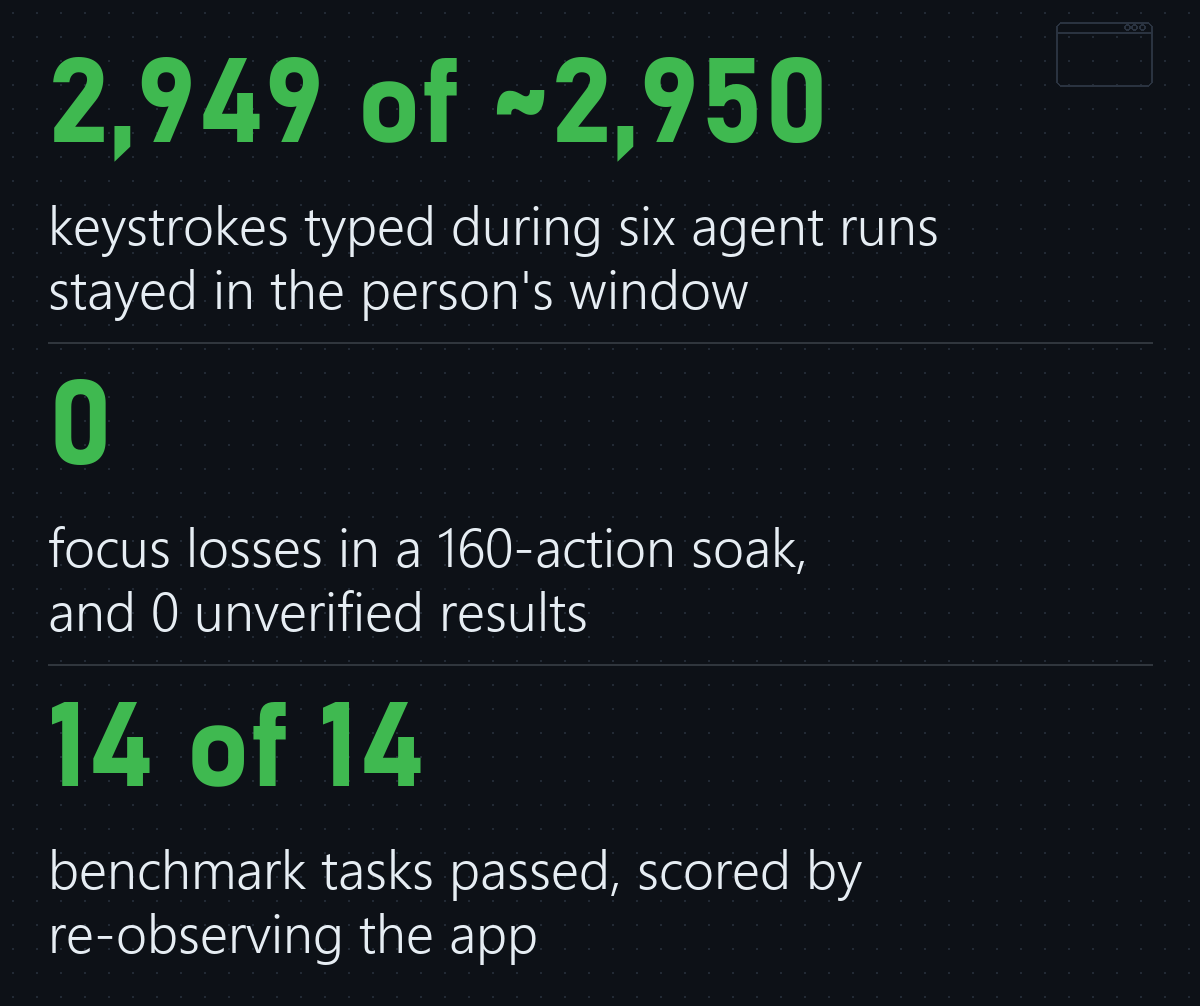 2,949 of ~2,950
keystrokes typed during six agent runs
stayed in the person's window
0
focus losses in a 160-action soak,
and 0 unverified results
14 of 14
benchmark tasks passed, scored by
re-observing the app